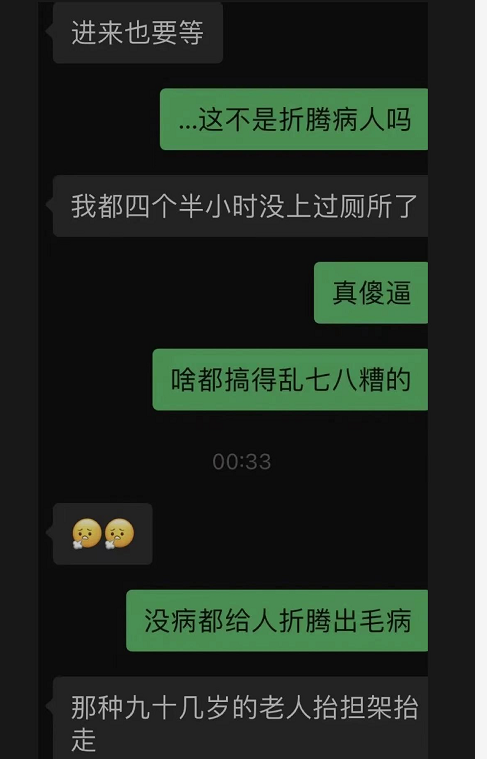 进来也要等
...这不是折腾病人吗
我都四个半小时没上过厕所了
真傻逼
啥都搞得乱七八糟的
00:33
没病都给人折腾出毛病
那种九十几岁的老人抬担架抬
走